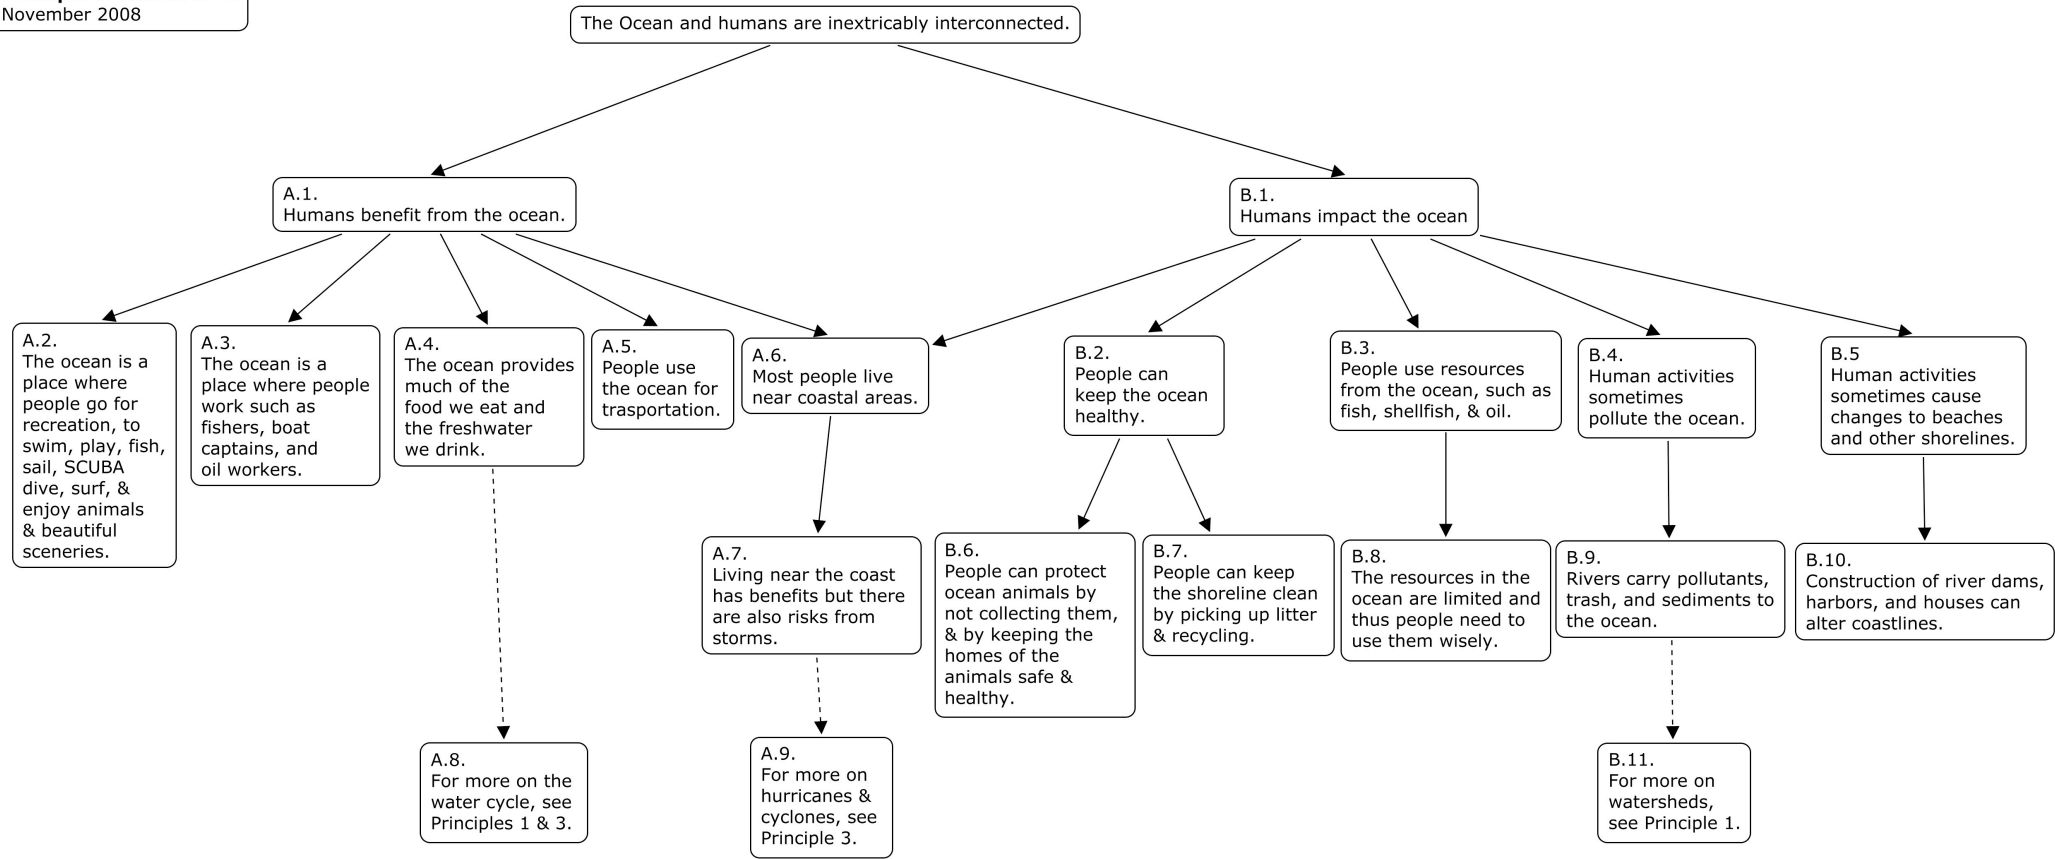 November 2008
The Ocean and humans are inextricably interconnected.
A.1.
Humans benefit from the ocean.
B.1.
Humans impact the ocean
A.2.
The ocean is a
place where
people go for
recreation, to
swim, play, fish,
sail, SCUBA
dive, surf, &
enjoy animals
& beautiful
sceneries.
A.3.
The ocean is a
place where people
work such as
fishers, boat
captains, and
oil workers.
A.4.
The ocean provides
much of the
food we eat and
the freshwater
we drink.
A.5.
People use
the ocean for
trasportation.
A.6.
Most people live
near coastal areas.
B.2.
People can
keep the ocean
healthy.
B.3.
People use resources
from the ocean, such as
fish, shellfish, & oil.
B.4.
Human activities
sometimes
pollute the ocean.
B.5
Human activities
sometimes cause
changes to beaches
and other shorelines.
A.7.
Living near the coast
has benefits but there
are also risks from
storms.
B.6.
People can protect
ocean animals by
not collecting them,
& by keeping the
homes of the
animals safe &
healthy.
B.7.
People can keep
the shoreline clean
by picking up litter
& recycling.
B.8.
The resources in the
ocean are limited and
thus people need to
use them wisely.
B.9.
Rivers carry pollutants,
trash, and sediments to
the ocean.
B.10.
Construction of river dams,
harbors, and houses can
alter coastlines.
A.8.
For more on the
water cycle, see
Principles 1 & 3.
A.9.
For more on
hurricanes &
cyclones, see
Principle 3.
B.11.
For more on
watersheds,
see Principle 1.